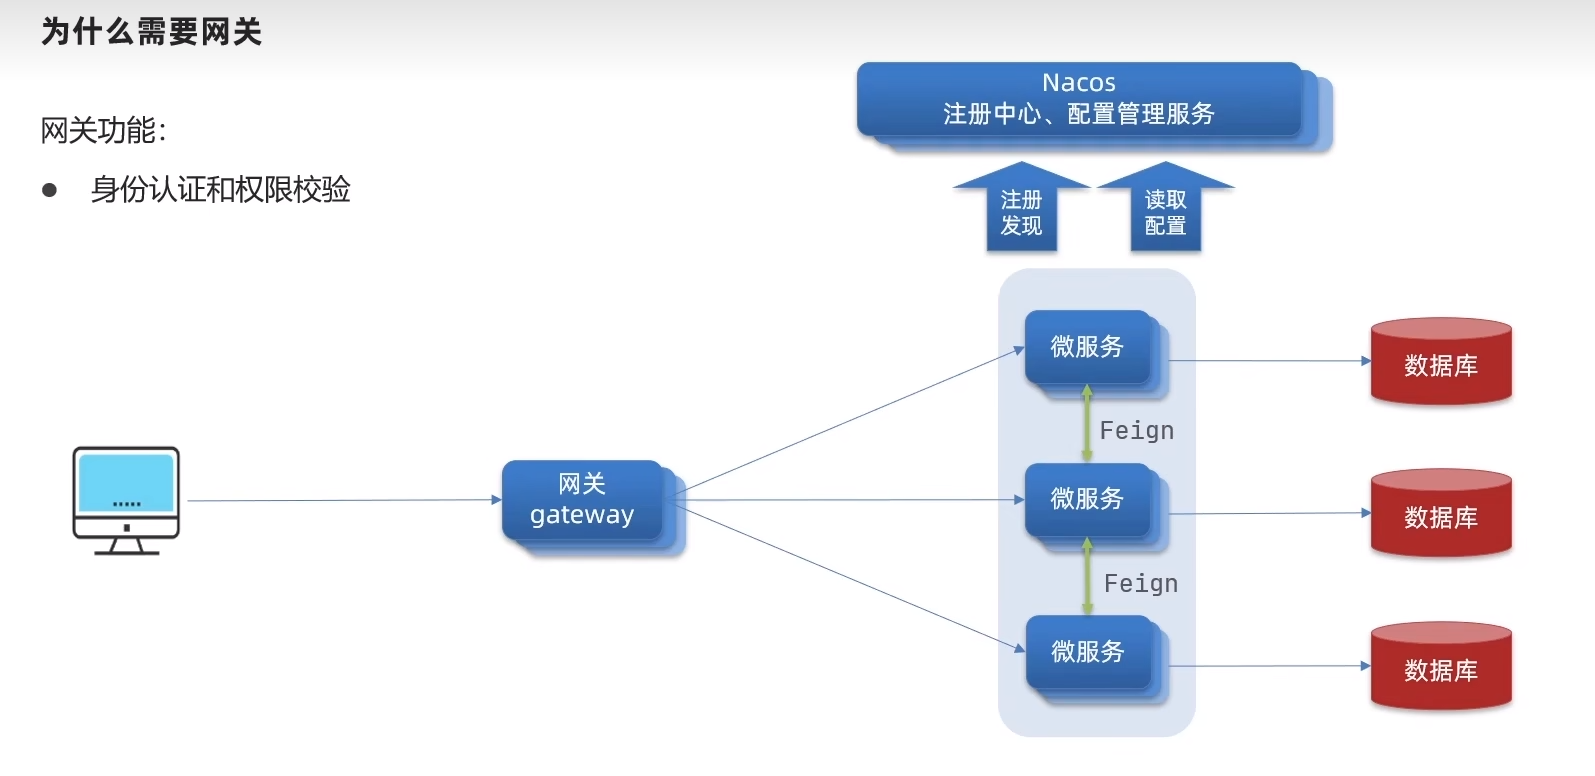 为什么需要网关
网关功能：
● 身份认证和权限校验
Nacos
注册中心、配置管理服务
注册
发现
读取
配置
微服务
数据库
Feign
网关
gateway
微服务
数据库
Feign
微服务
数据库